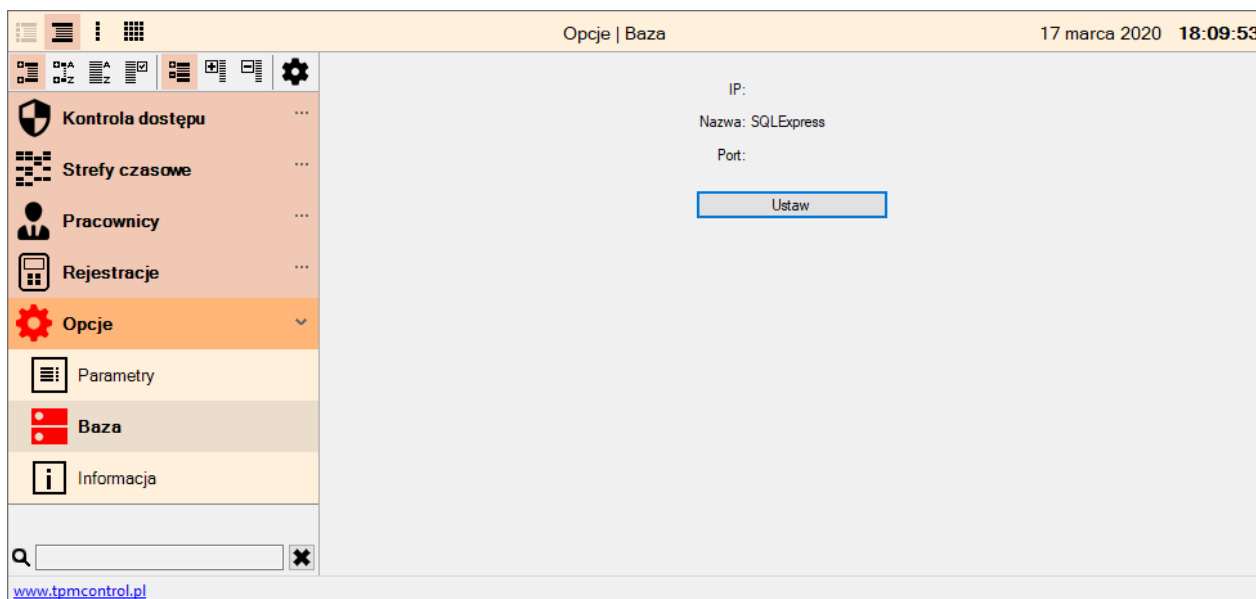 Opcje | Baza
17 marca 2020 18:09:53
Kontrola dostępu
Strefy czasowe
Pracownicy
Rejestracje
Opcje
Parametry
Baza
Informacja
IP:
Nazwa: SQLExpress
Port:
Ustaw
www.tpmcontrol.pl